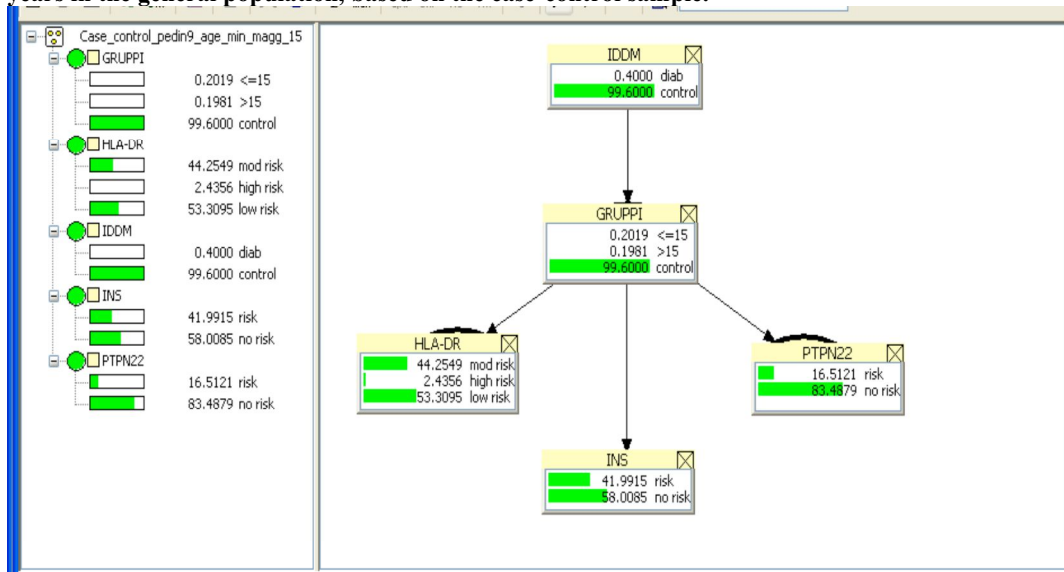 years in the general population, based on the case-control sample.
Case_control_pedin9_age_min_magg_15
GRUPPI
0.2019 <=15
0.1981 >15
99.6000 control
HLA-DR
44.2549 mod risk
2.4356 high risk
53.3095 low risk
IDDM
0.4000 diab
99.6000 control
INS
41.9915 risk
58.0085 no risk
PTPN22
16.5121 risk
83.4879 no risk
IDDM
0.4000 diab
99.6000 control
GRUPPI
0.2019 <=15
0.1981 >15
99.6000 control
HLA-DR
44.2549 mod risk
2.4356 high risk
53.3095 low risk
PTPN22
16.5121 risk
83.4879 no risk
INS
41.9915 risk
58.0085 no risk